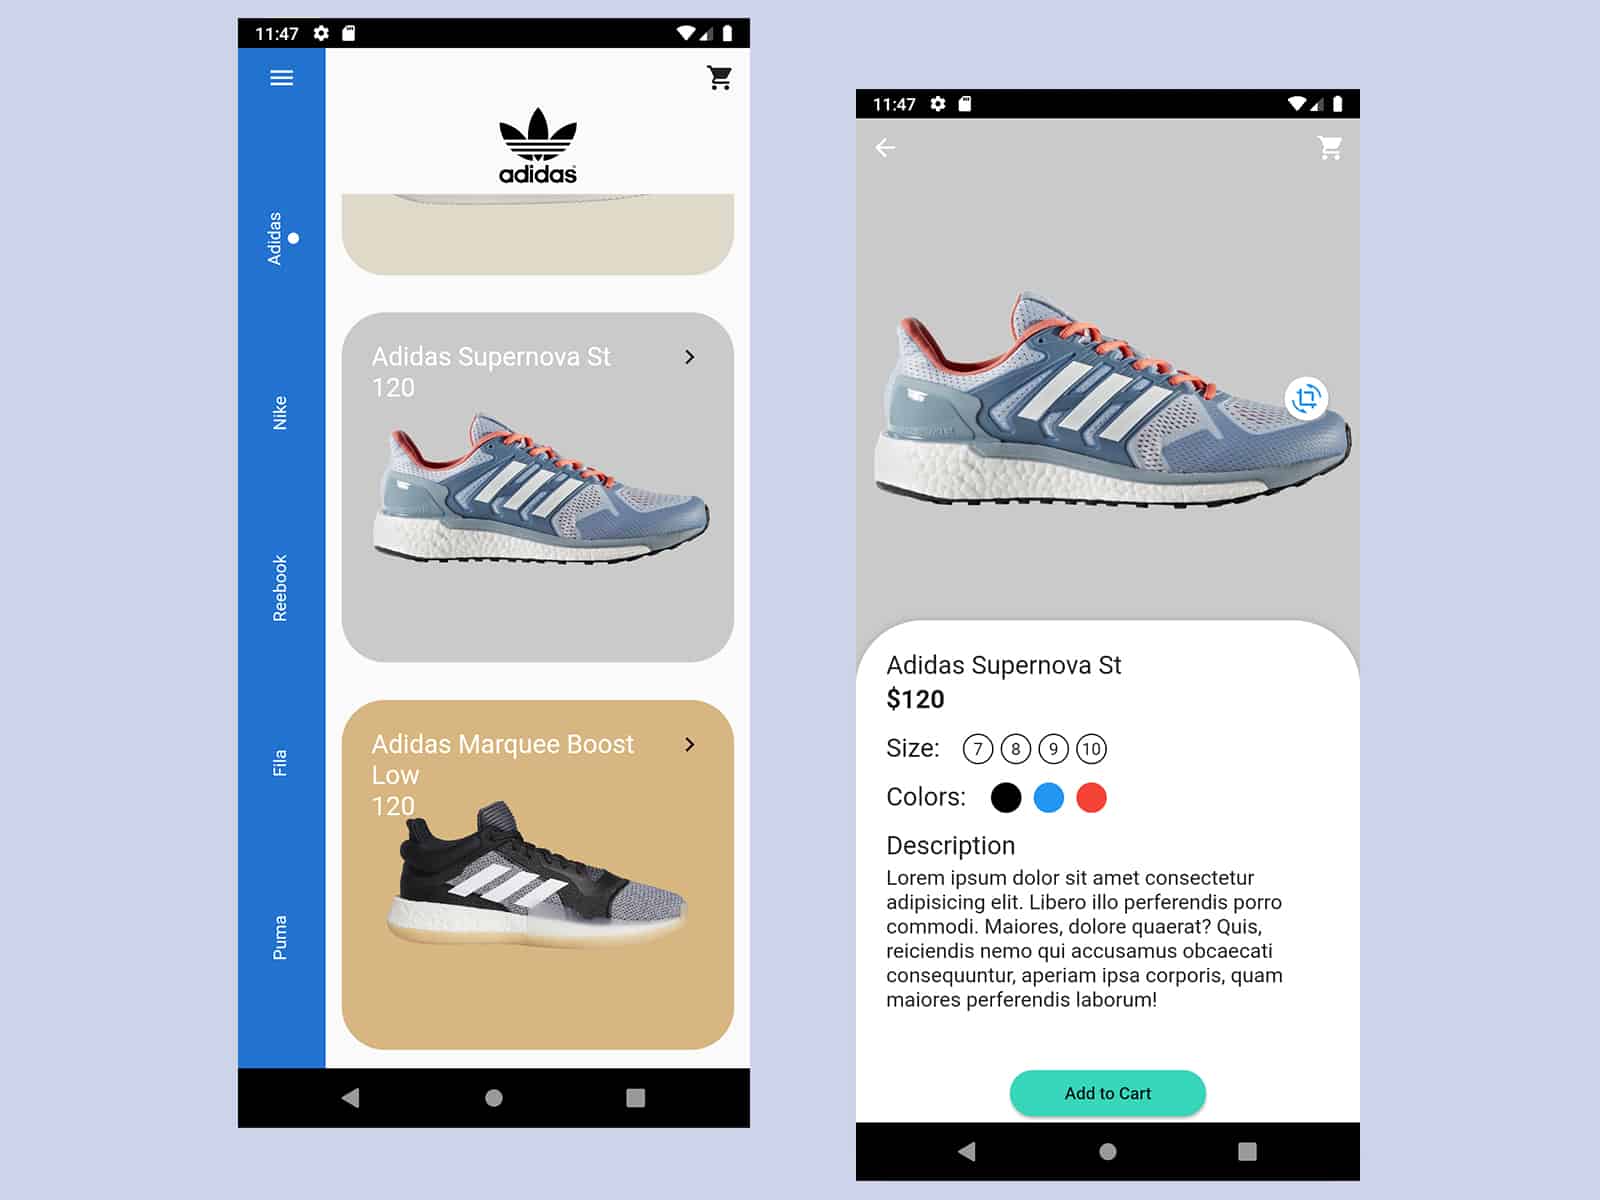 11:47
adidas
Adidas
Nike
Reebook
Fila
Puma
Adidas Supernova St
120
Adidas Marquee Boost
Low
120
11:47
Adidas Supernova St
$120
Size: 7 8 9 10
Colors:
Description
Lorem ipsum dolor sit amet consectetur
adipisicing elit. Libero illo perferendis porro
commodi. Maiores, dolore quaerat? Quis,
reiciendis nemo qui accusamus obcaecati
consequuntur, aperiam ipsa corporis, quam
maiores perferendis laborum!
Add to Cart